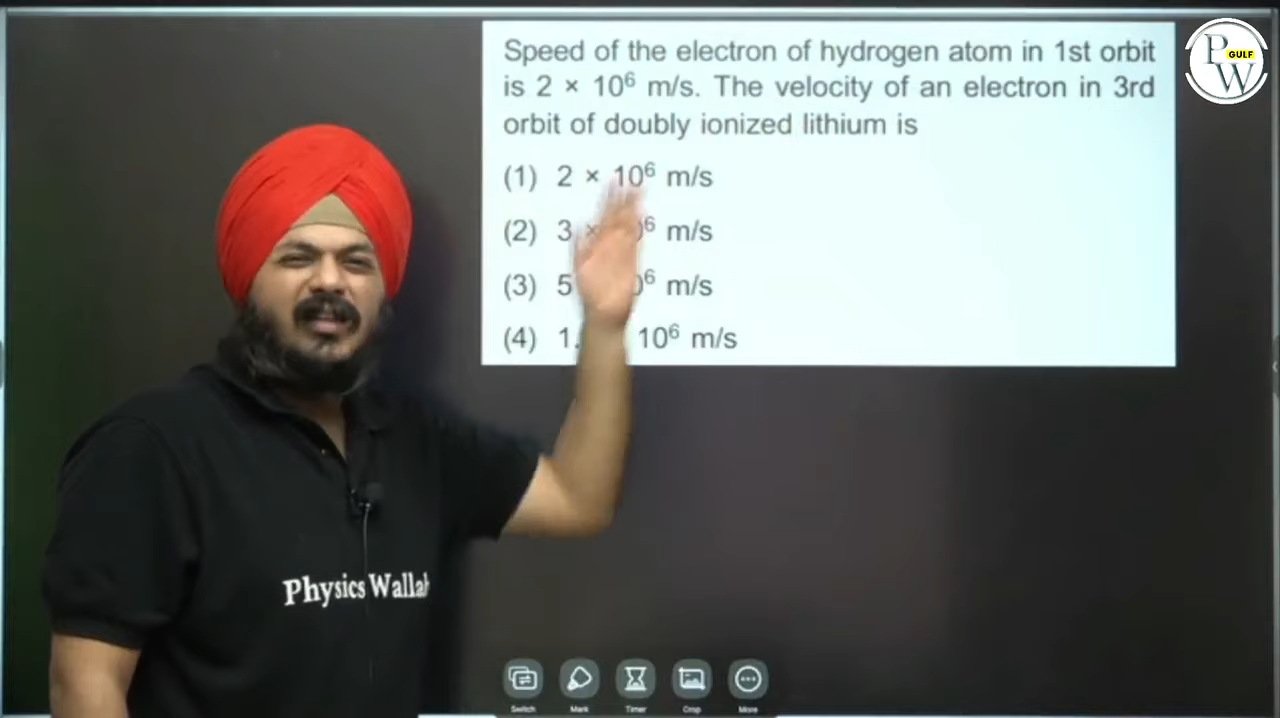 Speed of the electron of hydrogen atom in 1st orbit
is 2 × 10⁶ m/s. The velocity of an electron in 3rd
orbit of doubly ionized lithium is
(1) 2 × 10⁶ m/s
(2) 3 ⁶ m/s
(3) 5 ⁶ m/s
(4) 1. 10⁶ m/s
PW
GULF
Physics Wallah
Switch
Mark
Timer
Crop
More